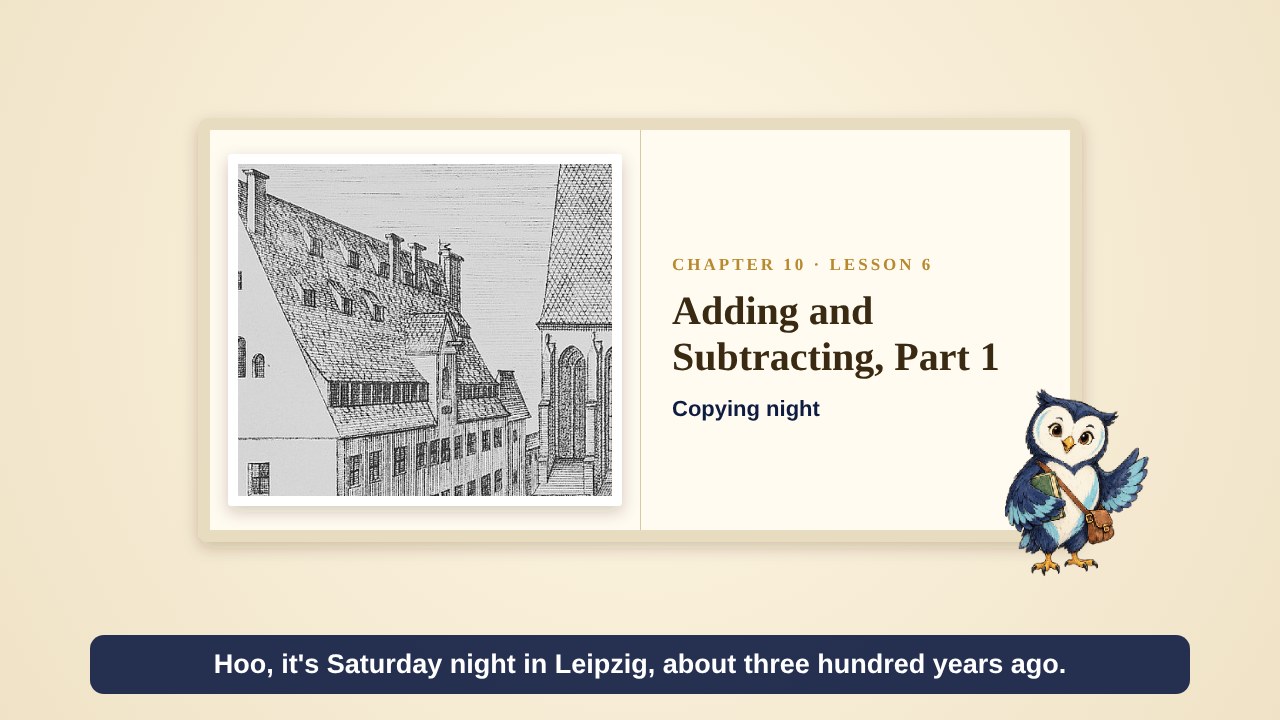 CHAPTER 10 · LESSON 6
Adding and
Subtracting, Part 1
Copying night
Hoo, it's Saturday night in Leipzig, about three hundred years ago.